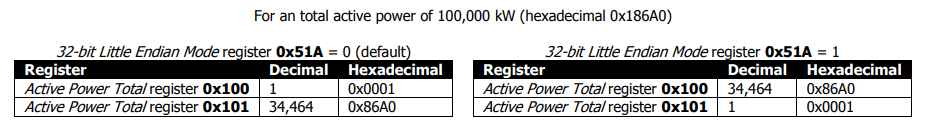 For an total active power of 100,000 kW (hexadecimal 0x186A0)
32-bit Little Endian Mode register 0x51A = 0 (default)
Register Decimal Hexadecimal
Active Power Total register 0x100 1 0x0001
Active Power Total register 0x101 34,464 0x86A0
32-bit Little Endian Mode register 0x51A = 1
Register Decimal Hexadecimal
Active Power Total register 0x100 34,464 0x86A0
Active Power Total register 0x101 1 0x0001